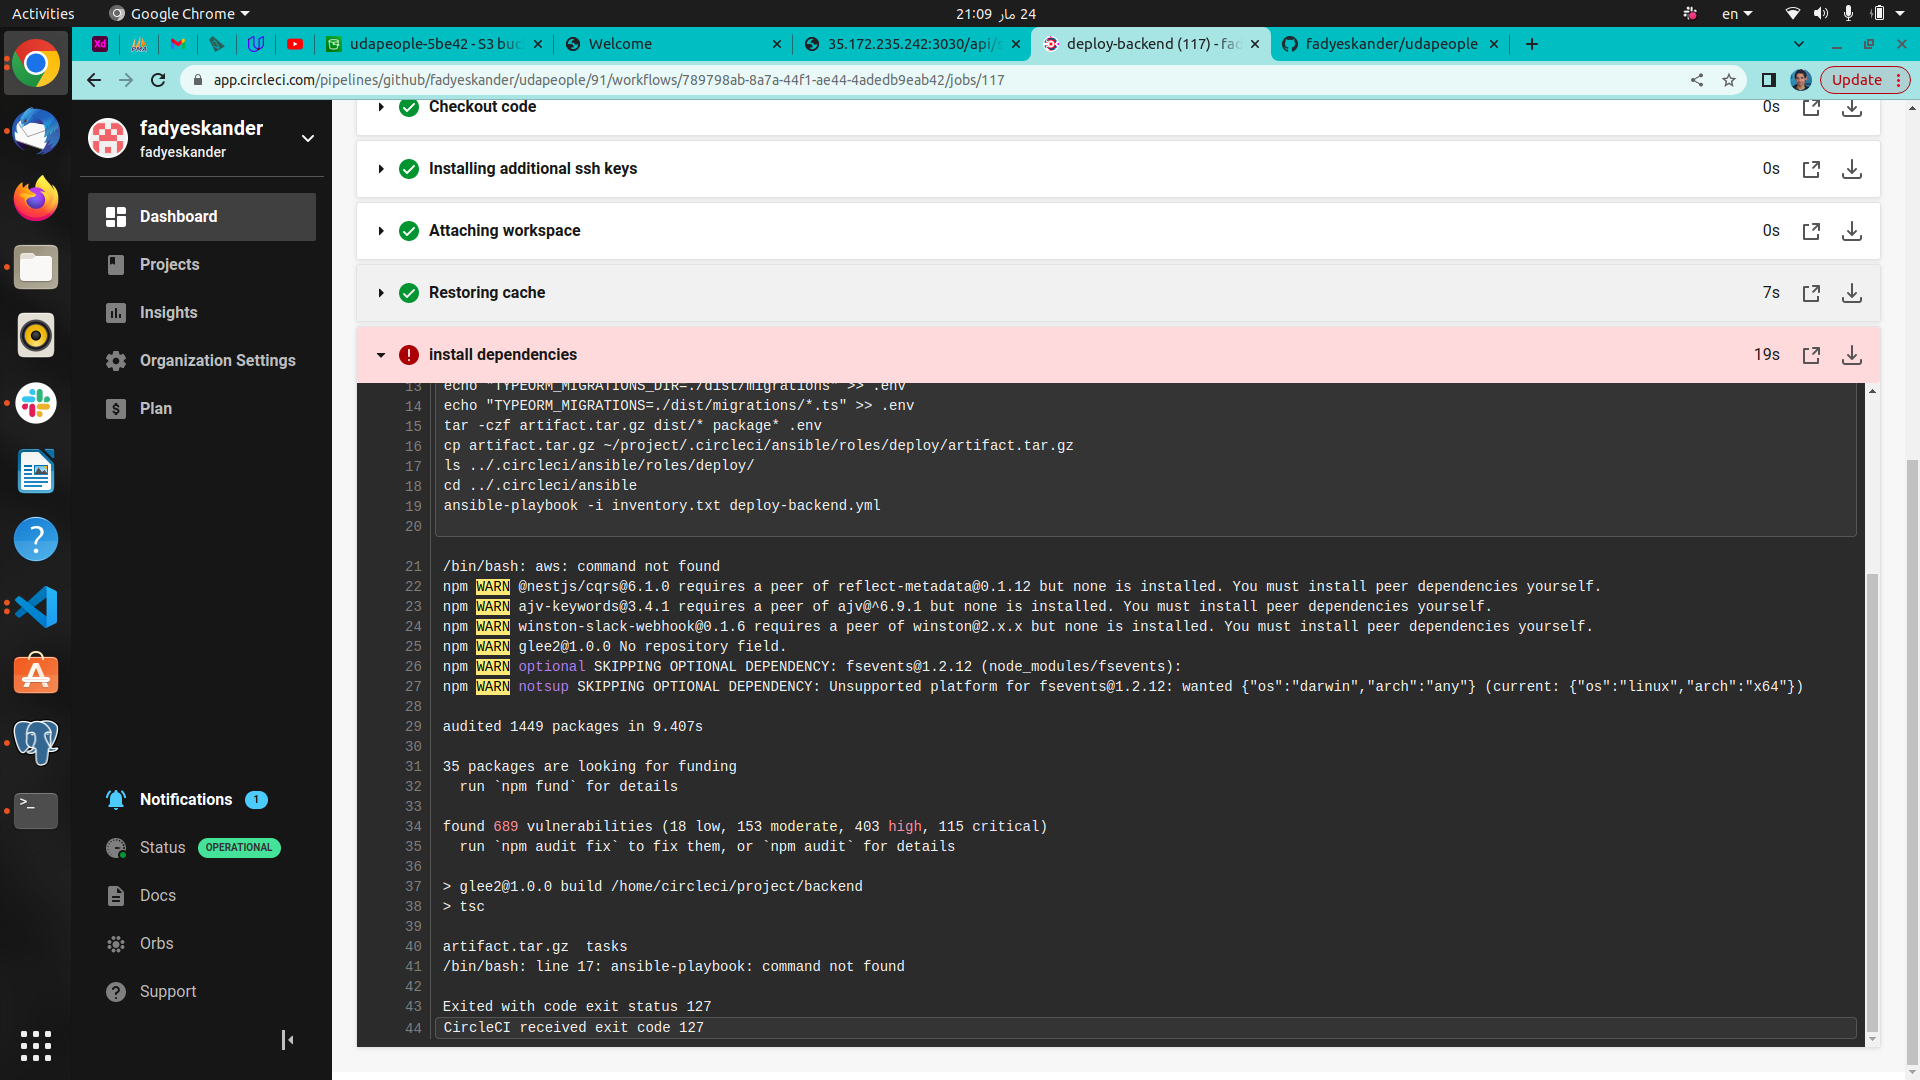 Activities
Google Chrome
24 مار 21:09
en
udapeople-5be42 - S3 buc
Welcome
35.172.235.242:3030/api/s
deploy-backend (117) - fad
fadyeskander/udapeople
app.circleci.com/pipelines/github/fadyeskander/udapeople/91/workflows/789798ab-8a7a-44f1-ae44-4adedb9eab42/jobs/117
Update
fadyeskander
fadyeskander
Dashboard
Projects
Insights
Organization Settings
Plan
Notifications 1
Status OPERATIONAL
Docs
Orbs
Support
Checkout code 0s
Installing additional ssh keys 0s
Attaching workspace 0s
Restoring cache 7s
install dependencies 19s
13 echo "TYPEORM_MIGRATIONS_DIR=./dist/migrations" >> .env
14 echo "TYPEORM_MIGRATIONS=./dist/migrations/*.ts" >> .env
15 tar -czf artifact.tar.gz dist/* package* .env
16 cp artifact.tar.gz ~/project/.circleci/ansible/roles/deploy/artifact.tar.gz
17 ls ../.circleci/ansible/roles/deploy/
18 cd ../.circleci/ansible
19 ansible-playbook -i inventory.txt deploy-backend.yml
20
21 /bin/bash: aws: command not found
22 npm WARN @nestjs/cqrs@6.1.0 requires a peer of reflect-metadata@0.1.12 but none is installed. You must install peer dependencies yourself.
23 npm WARN ajv-keywords@3.4.1 requires a peer of ajv@^6.9.1 but none is installed. You must install peer dependencies yourself.
24 npm WARN winston-slack-webhook@0.1.6 requires a peer of winston@2.x.x but none is installed. You must install peer dependencies yourself.
25 npm WARN glee2@1.0.0 No repository field.
26 npm WARN optional SKIPPING OPTIONAL DEPENDENCY: fsevents@1.2.12 (node_modules/fsevents):
27 npm WARN notsup SKIPPING OPTIONAL DEPENDENCY: Unsupported platform for fsevents@1.2.12: wanted {"os":"darwin","arch":"any"} (current: {"os":"linux","arch":"x64"})
28
29 audited 1449 packages in 9.407s
30
31 35 packages are looking for funding
32 run `npm fund` for details
33
34 found 689 vulnerabilities (18 low, 153 moderate, 403 high, 115 critical)
35 run `npm audit fix` to fix them, or `npm audit` for details
36
37 > glee2@1.0.0 build /home/circleci/project/backend
38 > tsc
39
40 artifact.tar.gz tasks
41 /bin/bash: line 17: ansible-playbook: command not found
42
43 Exited with code exit status 127
44 CircleCI received exit code 127